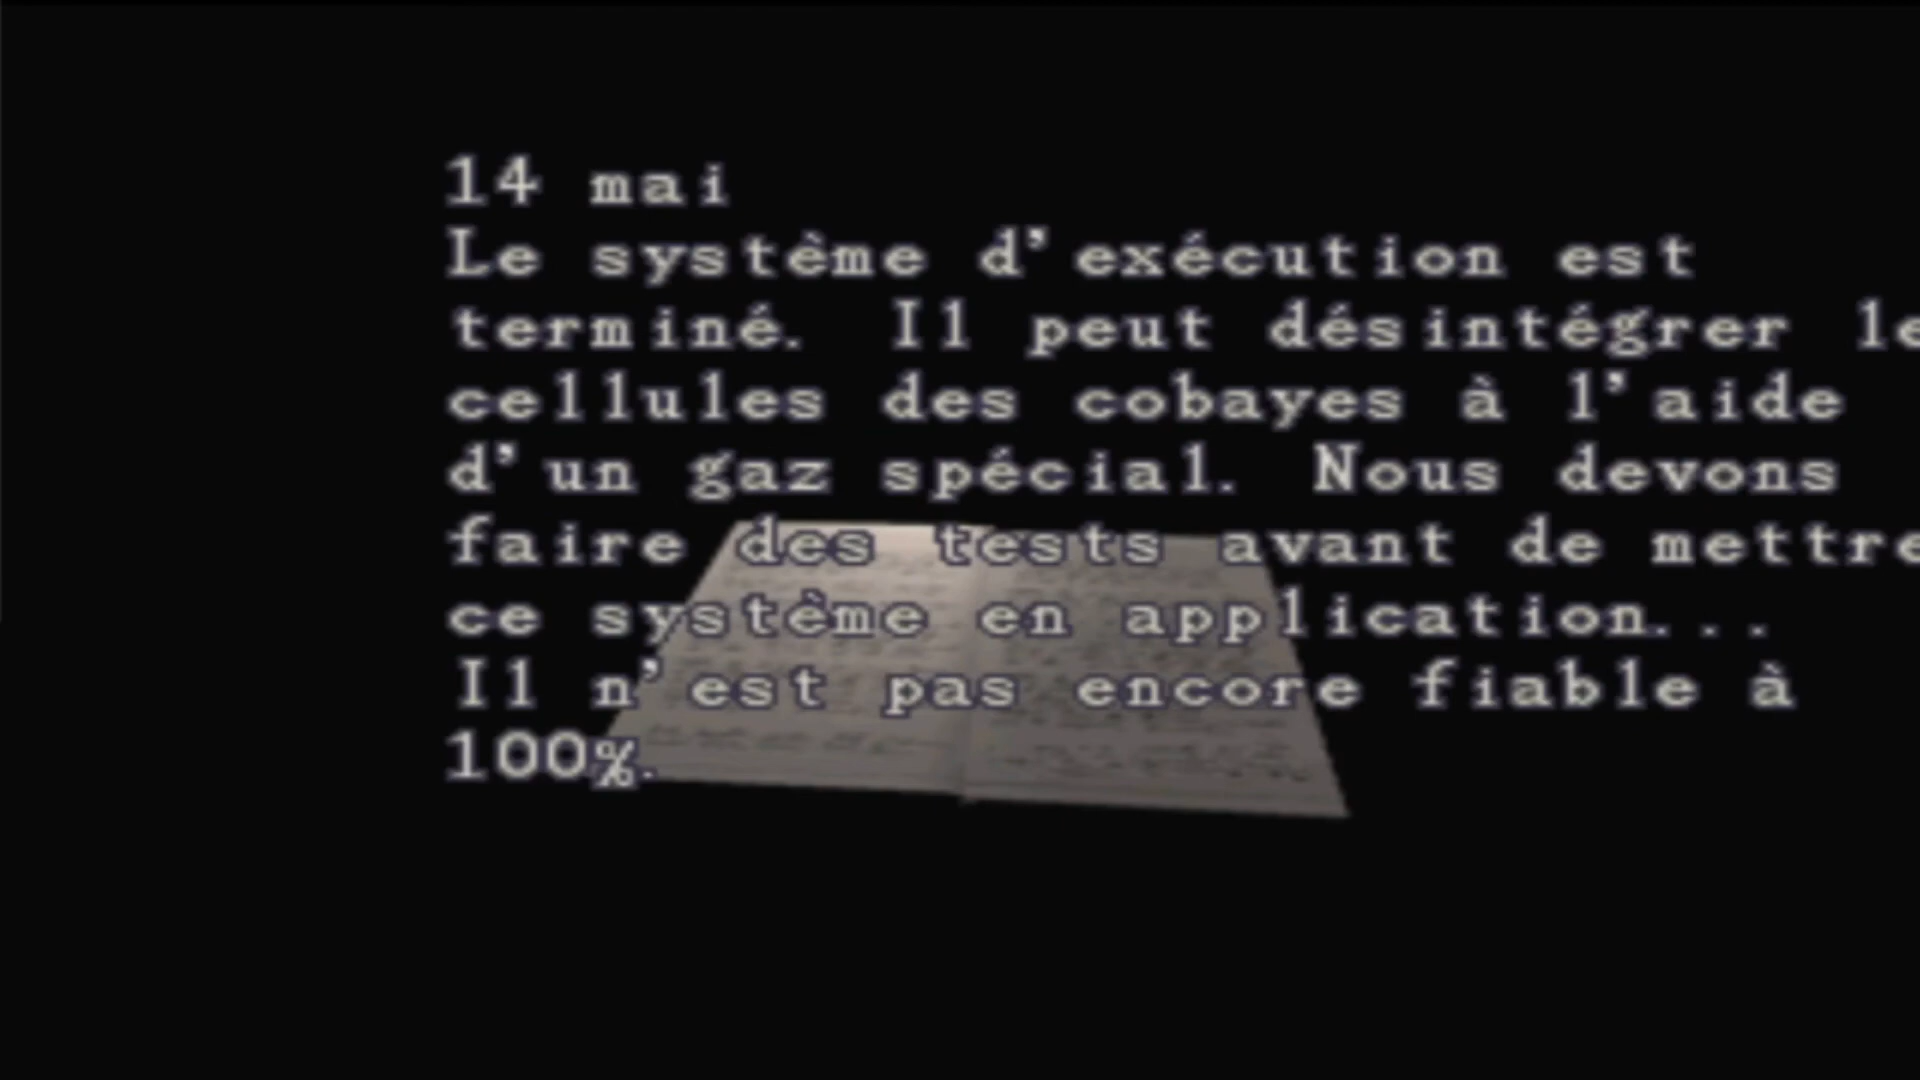 14 mai
Le système d'exécution est
terminé. Il peut désintégrer le
cellules des cobayes à l'aide
d'un gaz spécial. Nous devons
faire des tests avant de mettre
ce système en application...
Il n'est pas encore fiable à
100%.